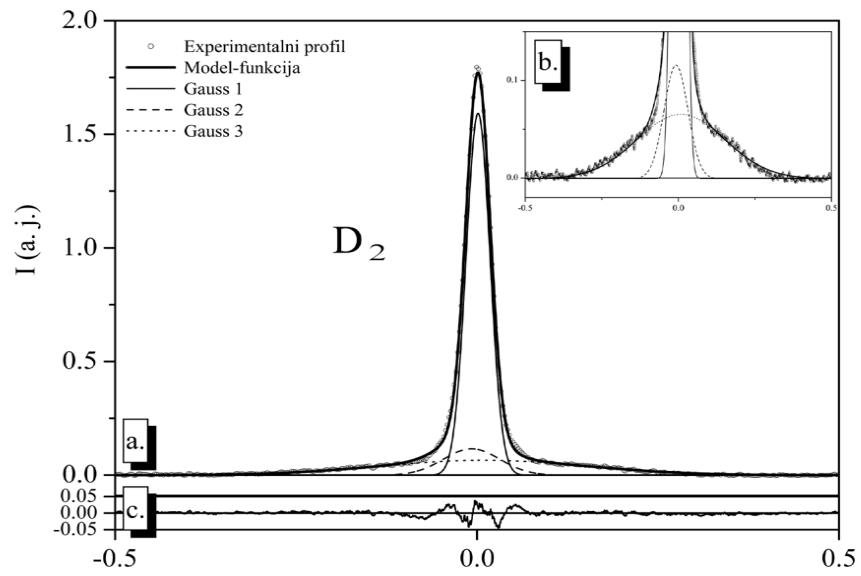 2.0
Experimentalni profil
Model-funkcija
Gauss 1
Gauss 2
Gauss 3
b.
0.1
0.0
-0.5 0.0 0.5
1.5
I (a. j.)
1.0
D 2
0.5
a.
0.0
c.
0.05
0.00
-0.05
-0.5 0.0 0.5